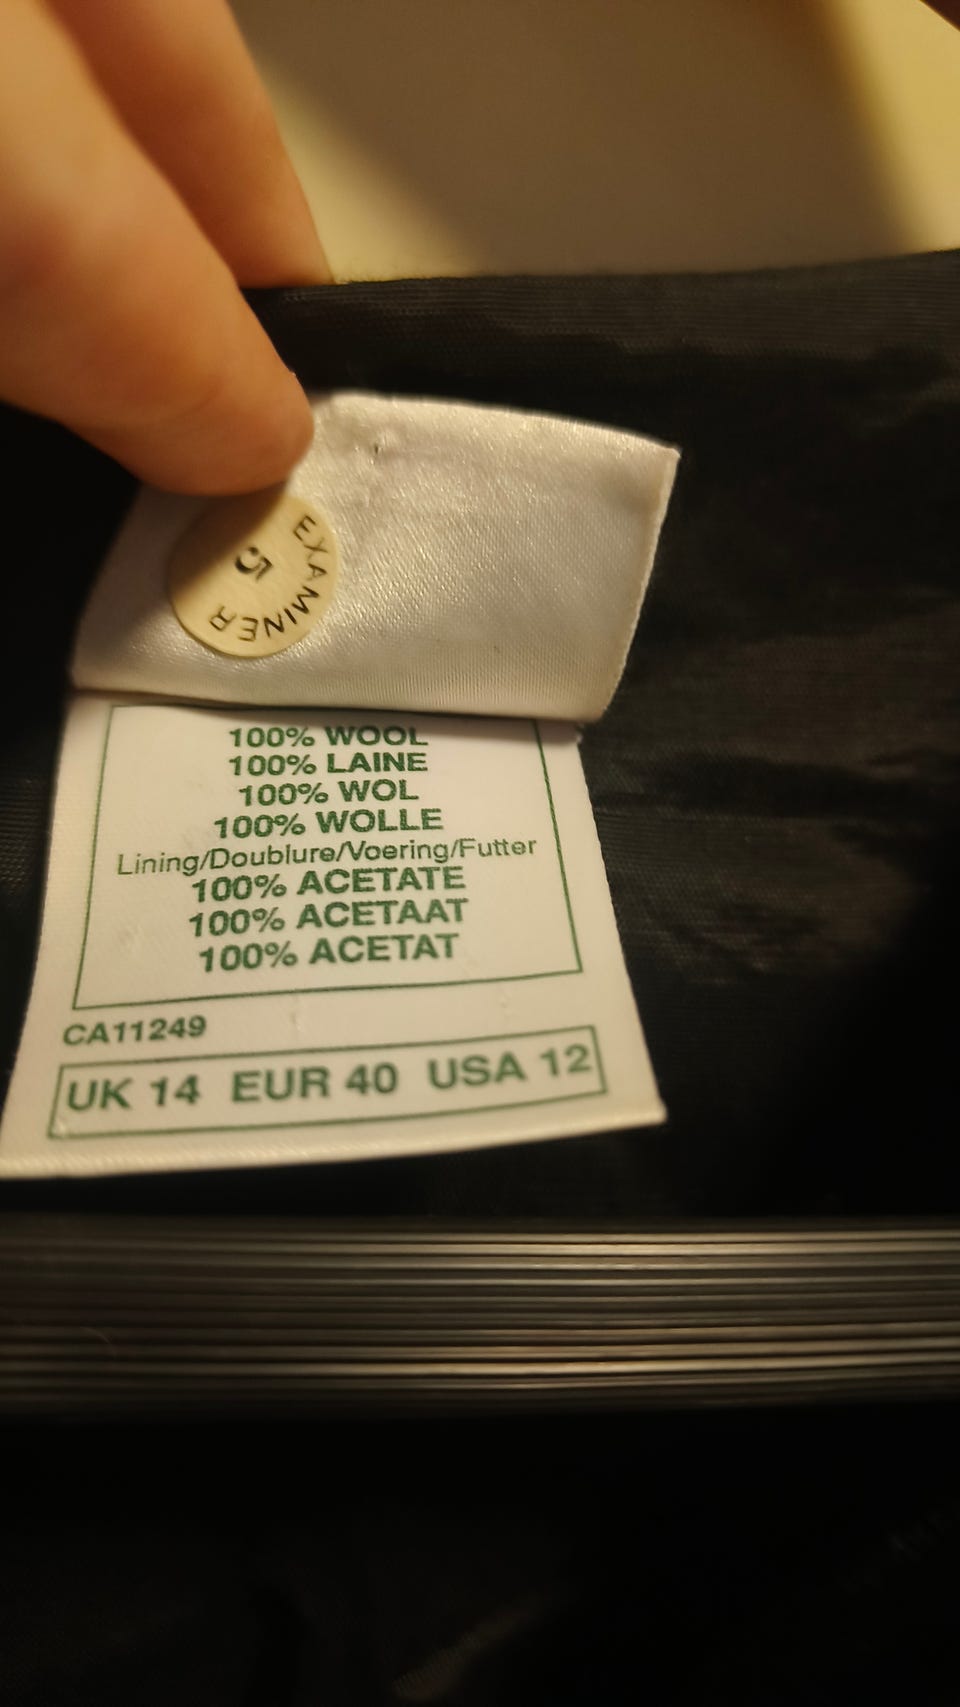 EXAMINER
5
100% WOOL
100% LAINE
100% WOL
100% WOLLE
Lining/Doublure/Voering/Futter
100% ACETATE
100% ACETAAT
100% ACETAT
CA11249
UK 14 EUR 40 USA 12